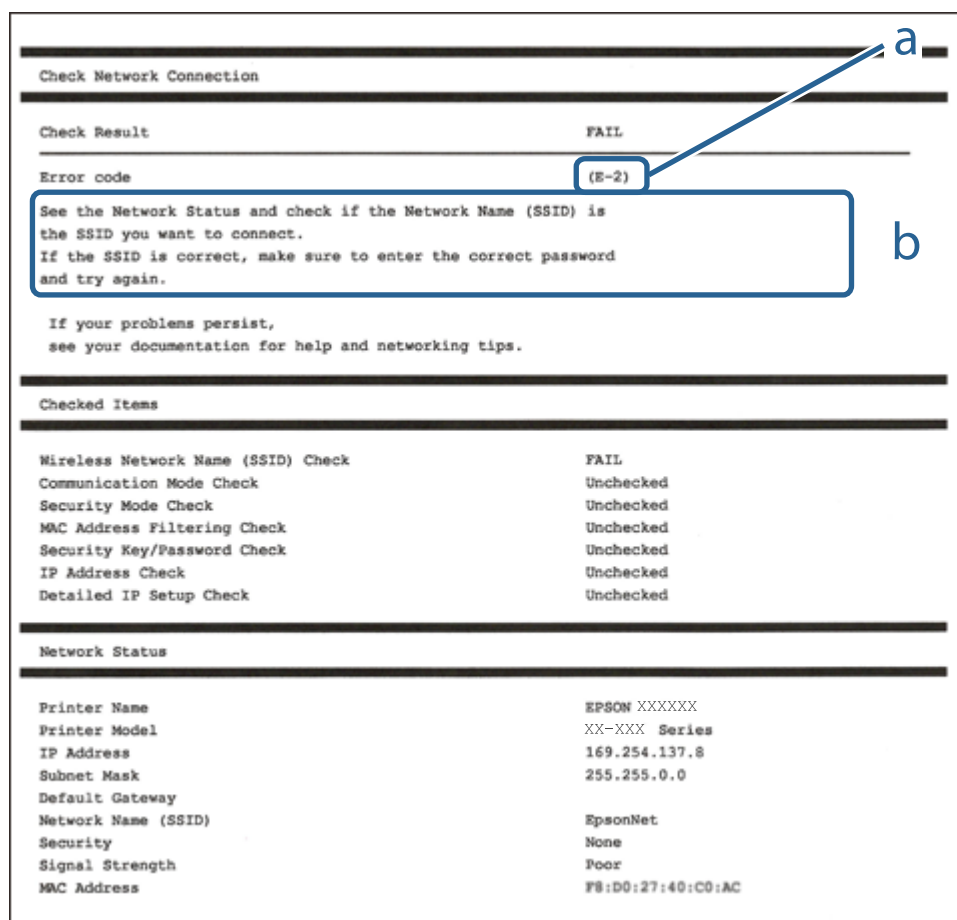 a
Check Network Connection
Check Result FAIL
Error code (E-2)
See the Network Status and check if the Network Name (SSID) is
the SSID you want to connect.
If the SSID is correct, make sure to enter the correct password
and try again.
b
If your problems persist,
see your documentation for help and networking tips.
Checked Items
Wireless Network Name (SSID) Check FAIL
Communication Mode Check Unchecked
Security Mode Check Unchecked
MAC Address Filtering Check Unchecked
Security Key/Password Check Unchecked
IP Address Check Unchecked
Detailed IP Setup Check Unchecked
Network Status
Printer Name EPSON XXXXXX
Printer Model XX-XXX Series
IP Address 169.254.137.8
Subnet Mask 255.255.0.0
Default Gateway
Network Name (SSID) EpsonNet
Security None
Signal Strength Poor
MAC Address F8:D0:27:40:C0:AC